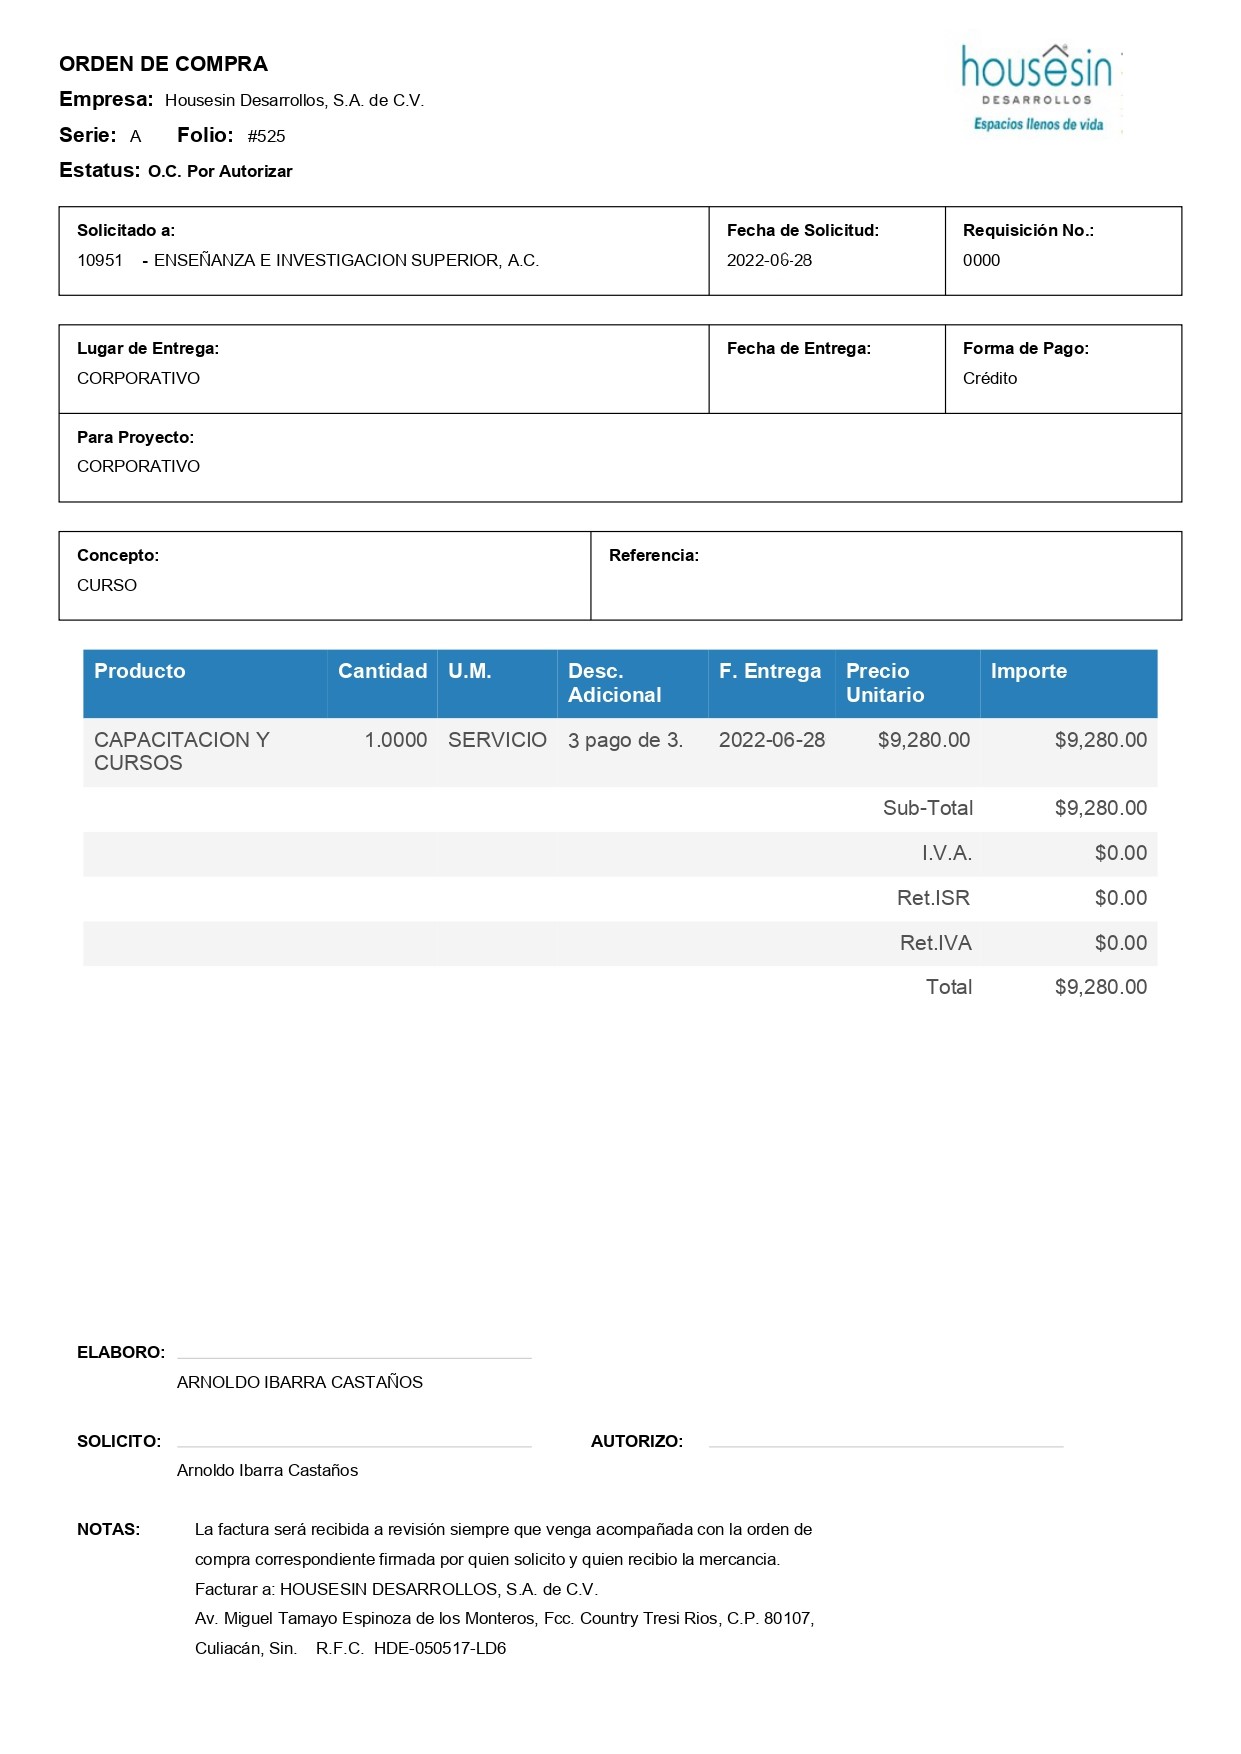 ORDEN DE COMPRA
Empresa: Housesin Desarrollos, S.A. de C.V.
Serie: A Folio: #525
Estatus: O.C. Por Autorizar
housesin
DESARROLLOS
Espacios llenos de vida
Solicitado a: Fecha de Solicitud: Requisición No.:
10951 - ENSEÑANZA E INVESTIGACION SUPERIOR, A.C. 2022-06-28 0000
Lugar de Entrega: Fecha de Entrega: Forma de Pago:
CORPORATIVO Crédito
Para Proyecto:
CORPORATIVO
Concepto: Referencia:
CURSO
Producto Cantidad U.M. Desc. F. Entrega Precio Importe
Adicional Unitario
CAPACITACION Y 1.0000 SERVICIO 3 pago de 3. 2022-06-28 $9,280.00 $9,280.00
CURSOS
Sub-Total $9,280.00
I.V.A. $0.00
Ret.ISR $0.00
Ret.IVA $0.00
Total $9,280.00
ELABORO:
ARNOLDO IBARRA CASTAÑOS
SOLICITO: AUTORIZO:
Arnoldo Ibarra Castaños
NOTAS: La factura será recibida a revisión siempre que venga acompañada con la orden de
compra correspondiente firmada por quien solicito y quien recibio la mercancia.
Facturar a: HOUSESIN DESARROLLOS, S.A. de C.V.
Av. Miguel Tamayo Espinoza de los Monteros, Fcc. Country Tresi Rios, C.P. 80107,
Culiacán, Sin. R.F.C. HDE-050517-LD6